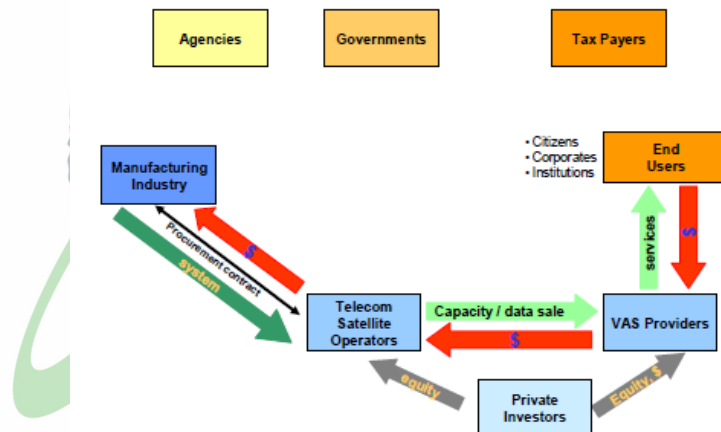 Agencies
Governments
Tax Payers
• Citizens
• Corporates
• Institutions
End
Users
Manufacturing
Industry
$
Procurement contract
system
services
$
Telecom
Satellite
Operators
Capacity / data sale
$
VAS Providers
equity
Equity, $
Private
Investors